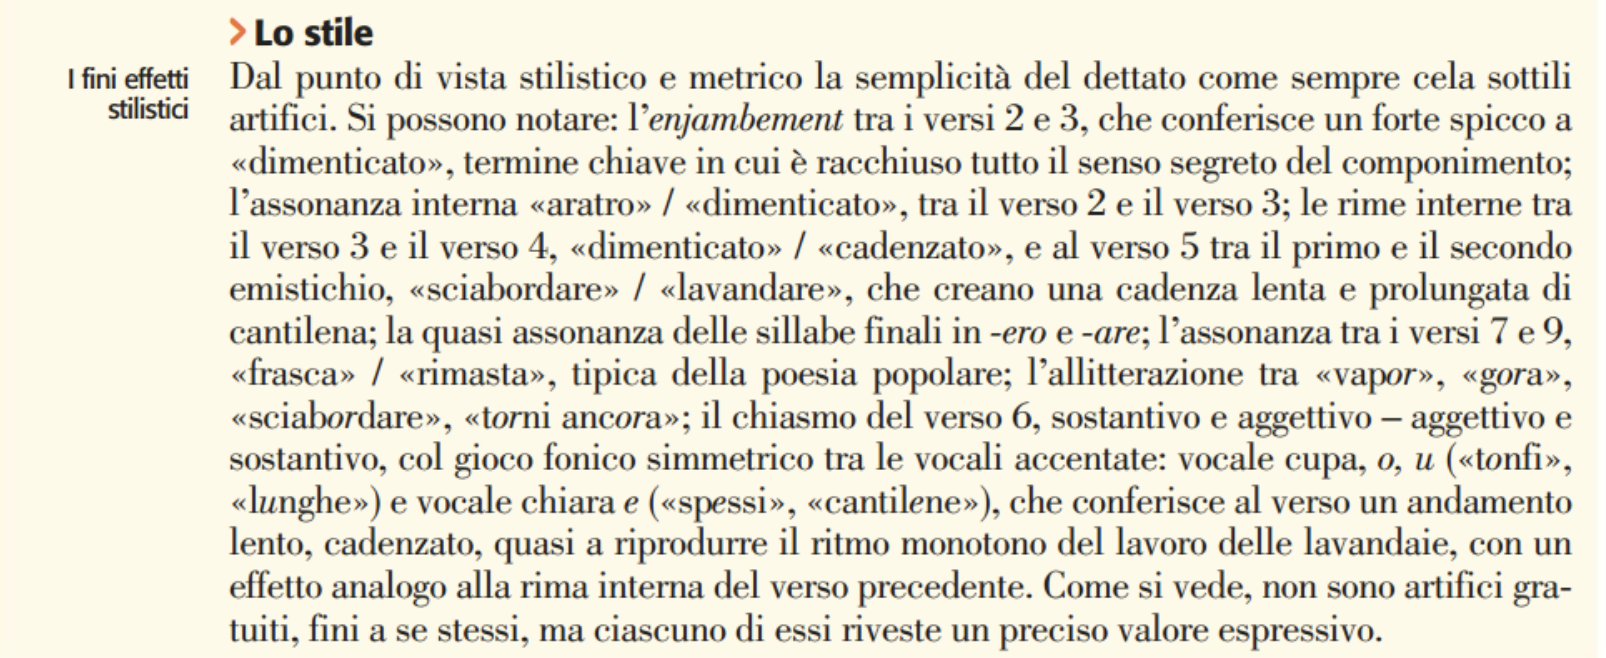 > Lo stile
I fini effetti
stilistici
Dal punto di vista stilistico e metrico la semplicità del dettato come sempre cela sottili
artifici. Si possono notare: l'enjambement tra i versi 2 e 3, che conferisce un forte spicco a
«dimenticato», termine chiave in cui è racchiuso tutto il senso segreto del componimento;
l'assonanza interna «aratro» / «dimenticato», tra il verso 2 e il verso 3; le rime interne tra
il verso 3 e il verso 4, «dimenticato» / «cadenzato», e al verso 5 tra il primo e il secondo
emistichio, «sciabordare» / «lavandare», che creano una cadenza lenta e prolungata di
cantilena; la quasi assonanza delle sillabe finali in -ero e -are; l'assonanza tra i versi 7 e 9,
«frasca» / «rimasta», tipica della poesia popolare; l'allitterazione tra «vapor», «gora»,
«sciabordare», «torni ancora»; il chiasmo del verso 6, sostantivo e aggettivo – aggettivo e
sostantivo, col gioco fonico simmetrico tra le vocali accentate: vocale cupa, o, u («tonfi»,
«lunghe») e vocale chiara e («spessi», «cantilene»), che conferisce al verso un andamento
lento, cadenzato, quasi a riprodurre il ritmo monotono del lavoro delle lavandaie, con un
effetto analogo alla rima interna del verso precedente. Come si vede, non sono artifici gra-
tuiti, fini a se stessi, ma ciascuno di essi riveste un preciso valore espressivo.